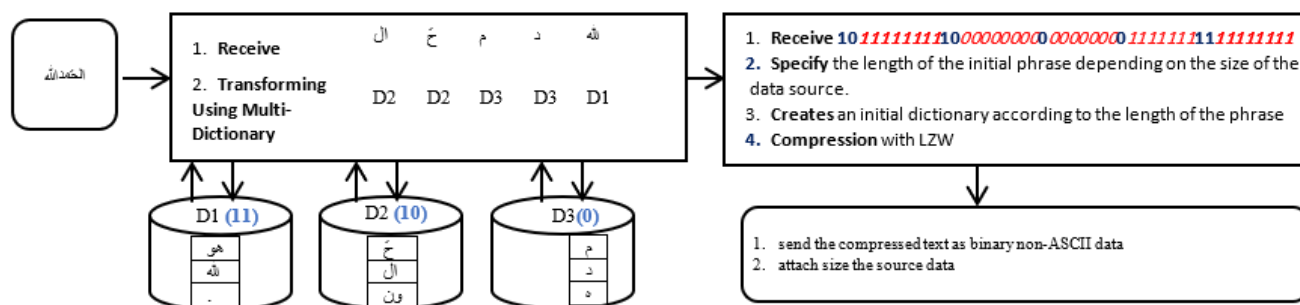 الحَمدالله
1. Receive
2. Transforming Using Multi-Dictionary
ال حَ م د لله
D2 D2 D3 D3 D1
D1 (11)
هو
لله
.
D2 (10)
حَ
ال
ون
D3(0)
م
د
ه
1. Receive
2. Specify the length of the initial phrase depending on the size of the
data source.
3. Creates an initial dictionary according to the length of the phrase
4. Compression with LZW
1. send the compressed text as binary non-ASCII data
2. attach size the source data